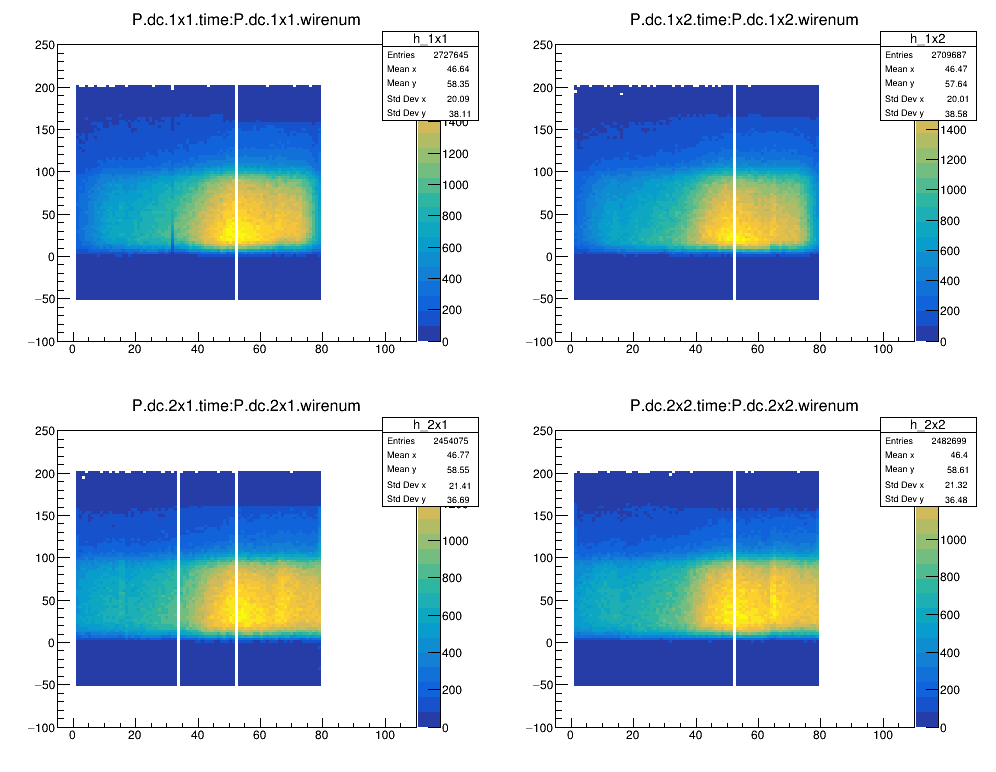 P.dc.1x1.time:P.dc.1x1.wirenum
h_1x1
Entries 2727645
Mean x 46.64
Mean y 58.35
Std Dev x 20.09
Std Dev y 38.11
250
200
150
100
50
0
−50
−100
0 20 40 60 80 100
1400
1200
1000
800
600
400
200
0
P.dc.1x2.time:P.dc.1x2.wirenum
h_1x2
Entries 2709687
Mean x 46.47
Mean y 57.64
Std Dev x 20.01
Std Dev y 38.58
250
200
150
100
50
0
−50
−100
0 20 40 60 80 100
1400
1200
1000
800
600
400
200
0
P.dc.2x1.time:P.dc.2x1.wirenum
h_2x1
Entries 2454075
Mean x 46.77
Mean y 58.55
Std Dev x 21.41
Std Dev y 36.69
250
200
150
100
50
0
−50
−100
0 20 40 60 80 100
1000
800
600
400
200
0
P.dc.2x2.time:P.dc.2x2.wirenum
h_2x2
Entries 2482699
Mean x 46.4
Mean y 58.61
Std Dev x 21.32
Std Dev y 36.48
250
200
150
100
50
0
−50
−100
0 20 40 60 80 100
1000
800
600
400
200
0